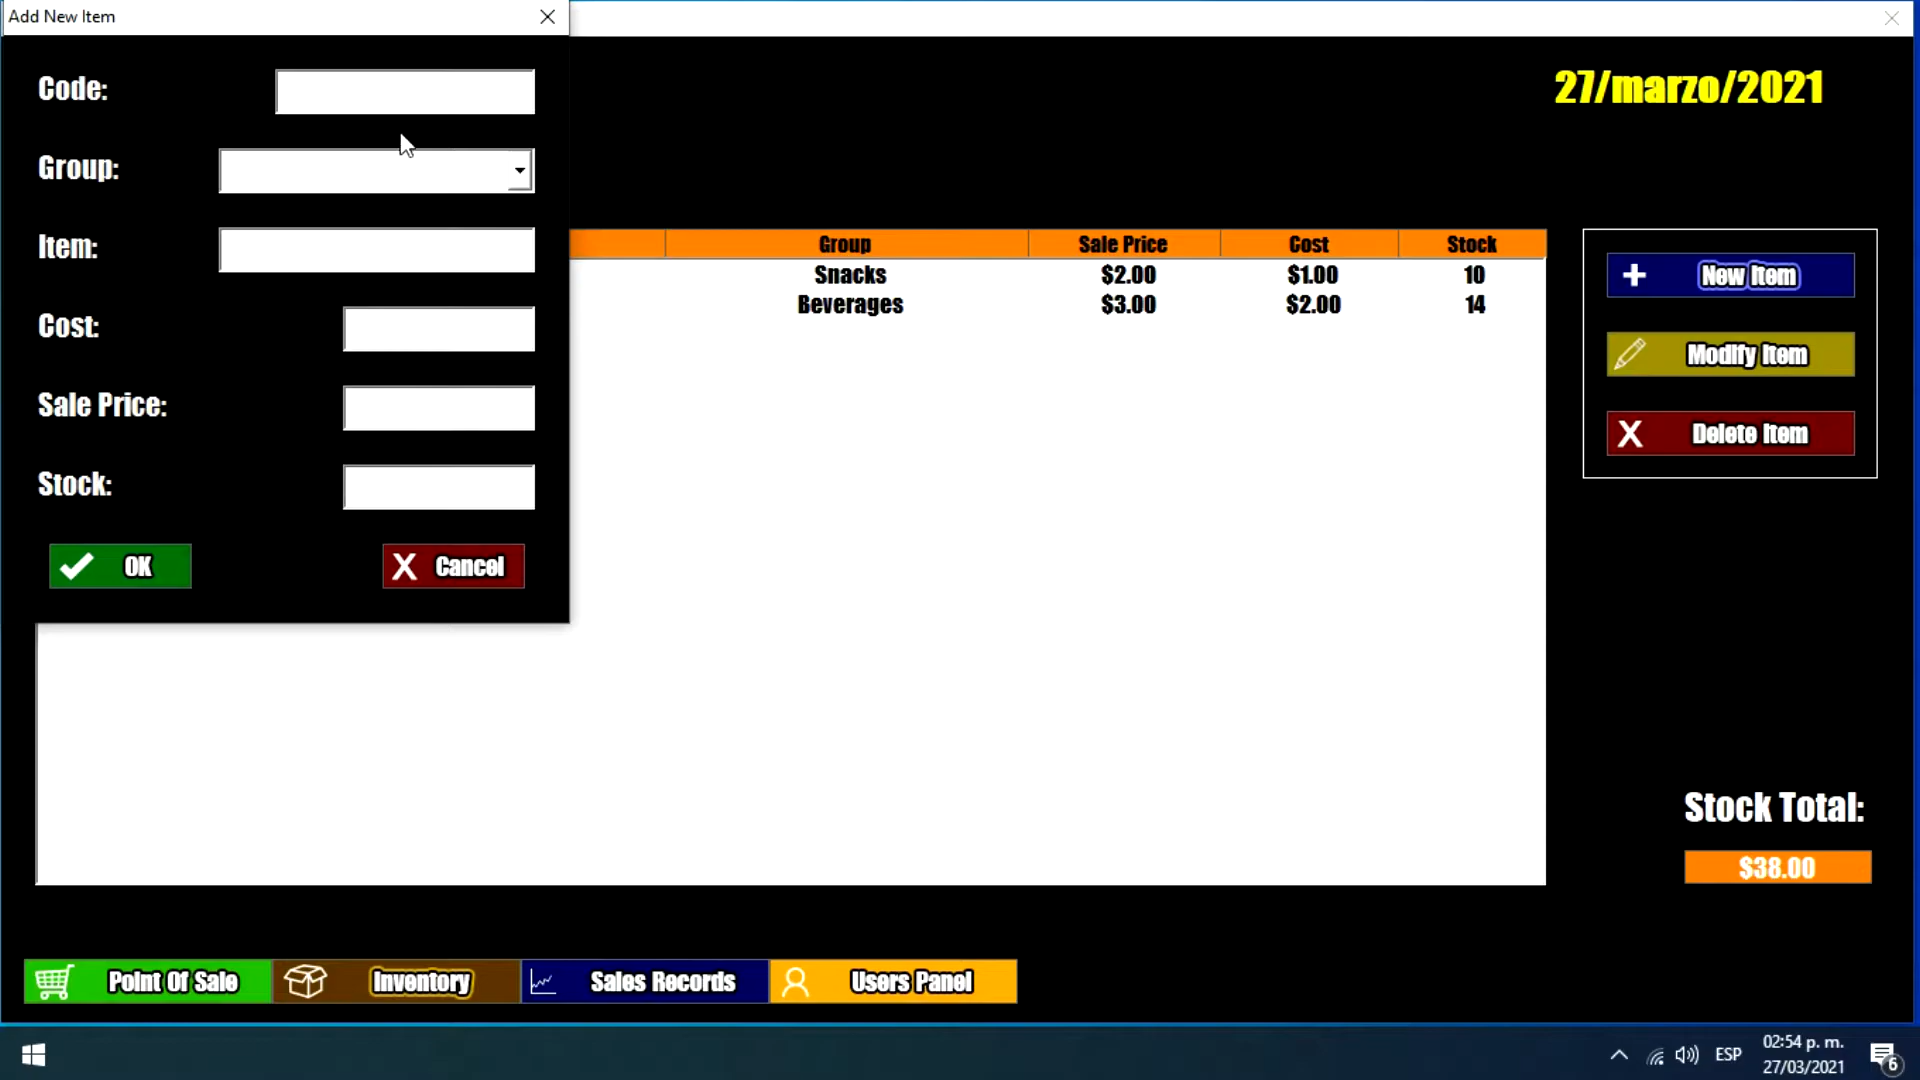 Add New Item
27/marzo/2021
Code:
Group:
Item:
Cost:
Sale Price:
Stock:
OK
Cancel
Group Sale Price Cost Stock
Snacks $2.00 $1.00 10
Beverages $3.00 $2.00 14
New Item
Modify Item
Delete Item
Stock Total:
$38.00
Point Of Sale
Inventory
Sales Records
Users Panel
ESP
02:54 p. m.
27/03/2021
6